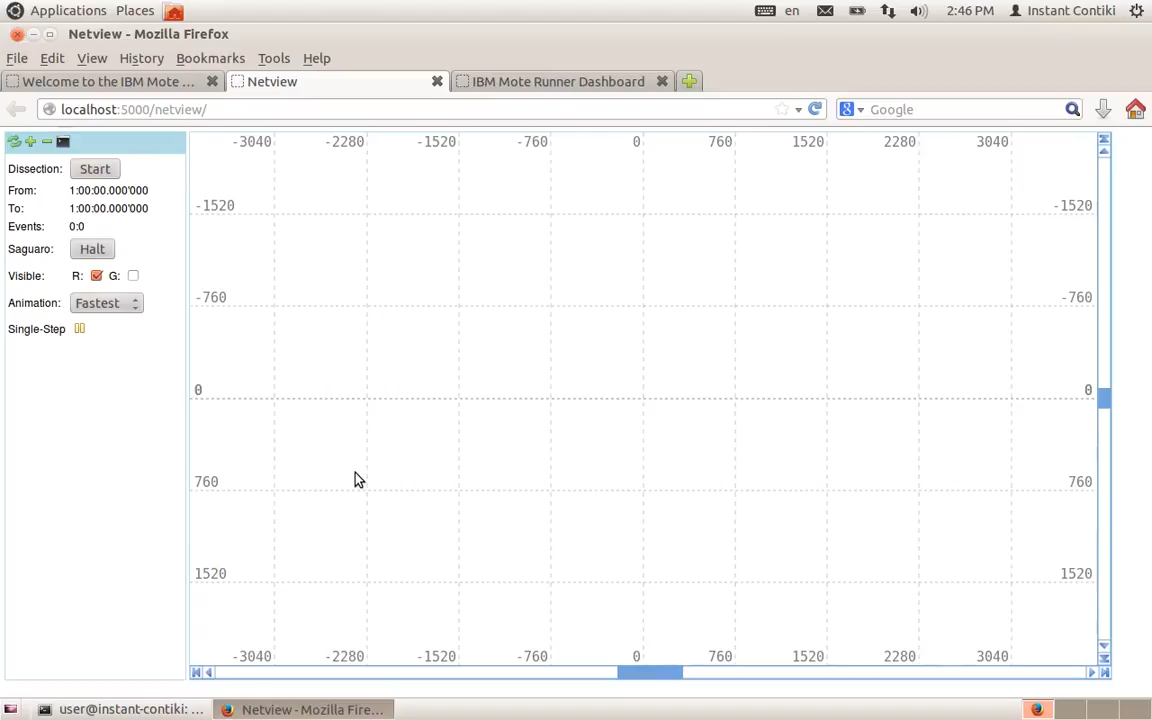 Applications Places en 2:46 PM Instant Contiki
Netview - Mozilla Firefox
File Edit View History Bookmarks Tools Help
Welcome to the IBM Mote ... Netview IBM Mote Runner Dashboard
localhost:5000/netview/ Google
-3040 -2280 -1520 -760 0 760 1520 2280 3040
Dissection: Start
From: 1:00:00.000'000
To: 1:00:00.000'000
Events: 0:0
Saguaro: Halt
Visible: R: G:
Animation: Fastest
Single-Step
-1520 -1520
-760 -760
0 0
760 760
1520 1520
-3040 -2280 -1520 -760 0 760 1520 2280 3040
user@instant-contiki: ... Netview - Mozilla Fire...